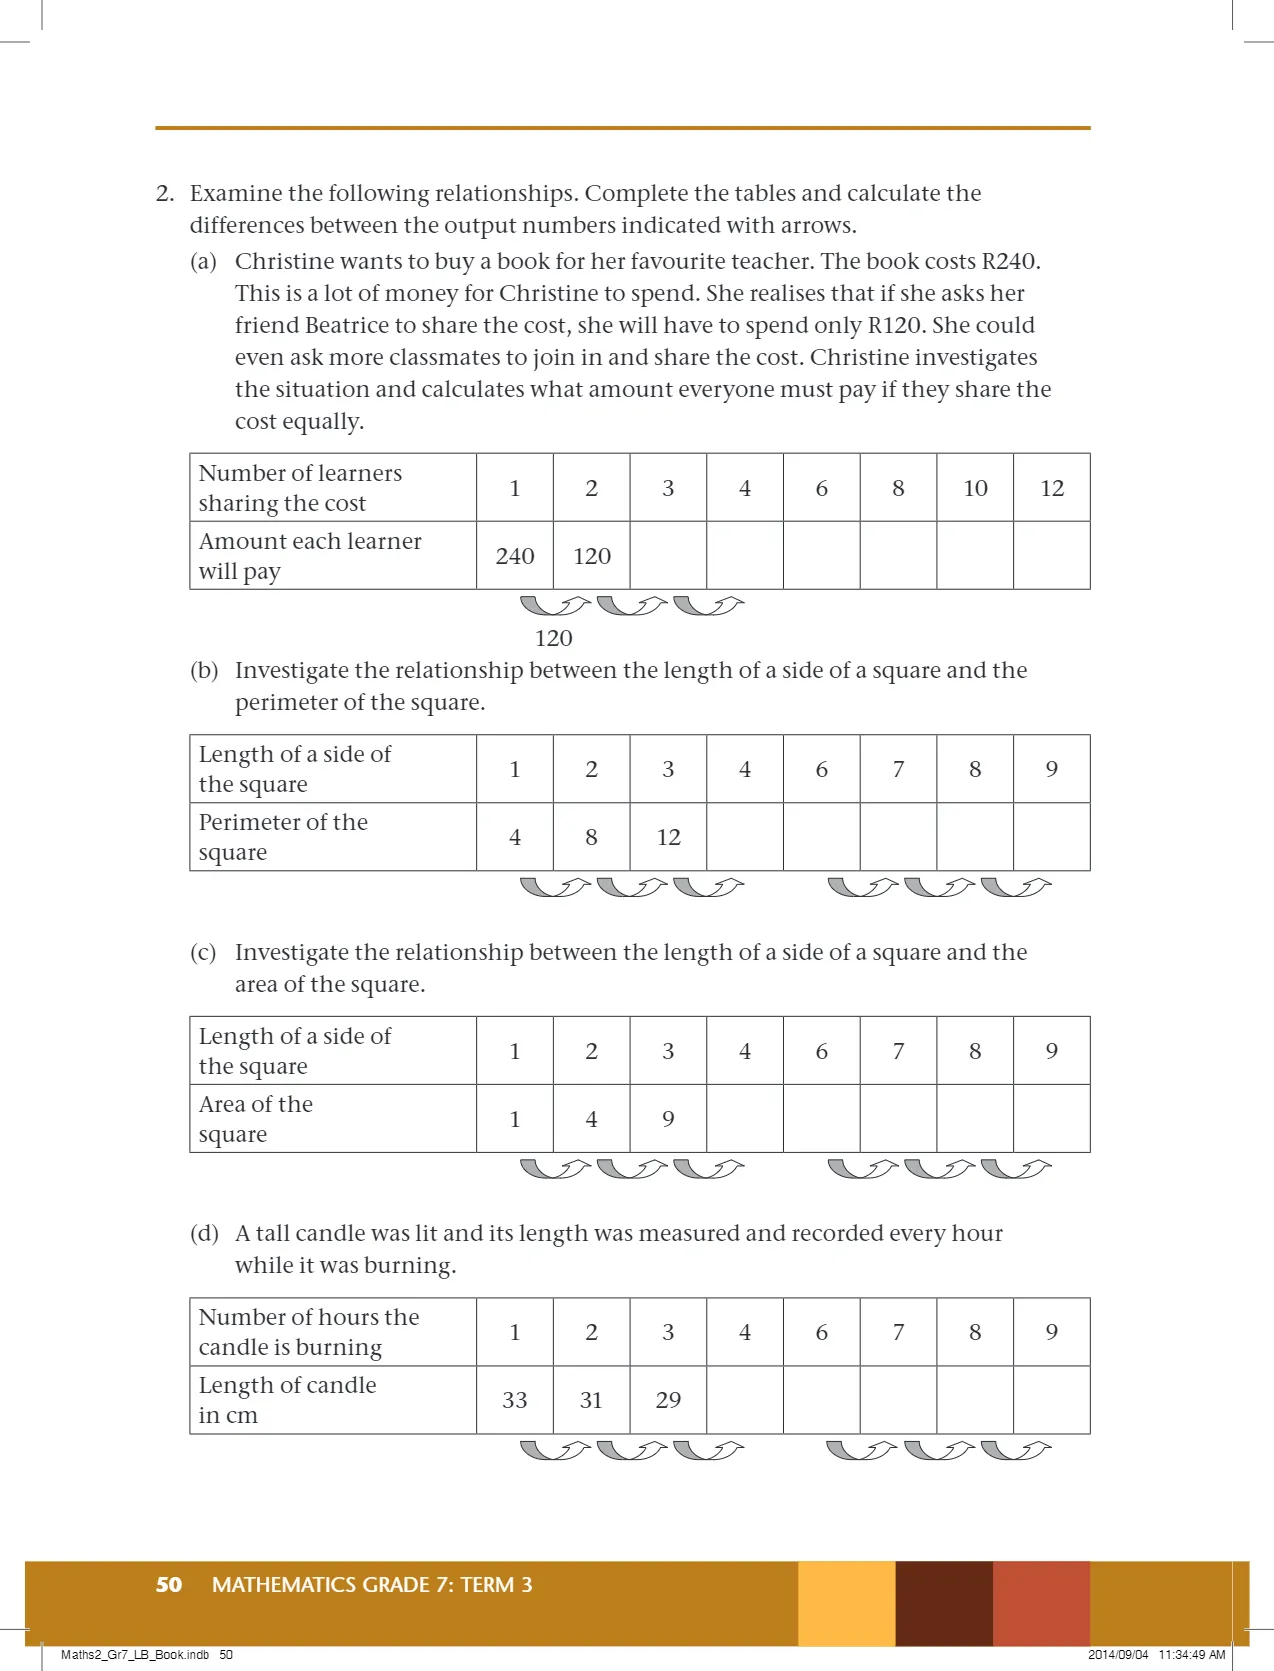 2. Examine the following relationships. Complete the tables and calculate the
differences between the output numbers indicated with arrows.
(a) Christine wants to buy a book for her favourite teacher. The book costs R240.
This is a lot of money for Christine to spend. She realises that if she asks her
friend Beatrice to share the cost, she will have to spend only R120. She could
even ask more classmates to join in and share the cost. Christine investigates
the situation and calculates what amount everyone must pay if they share the
cost equally.
Number of learners
sharing the cost 1 2 3 4 6 8 10 12
Amount each learner
will pay 240 120
120
(b) Investigate the relationship between the length of a side of a square and the
perimeter of the square.
Length of a side of
the square 1 2 3 4 6 7 8 9
Perimeter of the
square 4 8 12
(c) Investigate the relationship between the length of a side of a square and the
area of the square.
Length of a side of
the square 1 2 3 4 6 7 8 9
Area of the
square 1 4 9
(d) A tall candle was lit and its length was measured and recorded every hour
while it was burning.
Number of hours the
candle is burning 1 2 3 4 6 7 8 9
Length of candle
in cm 33 31 29
50 MATHEMATICS GRADE 7: TERM 3
Maths2_Gr7_LB_Book.indb 50 2014/09/04 11:34:49 AM